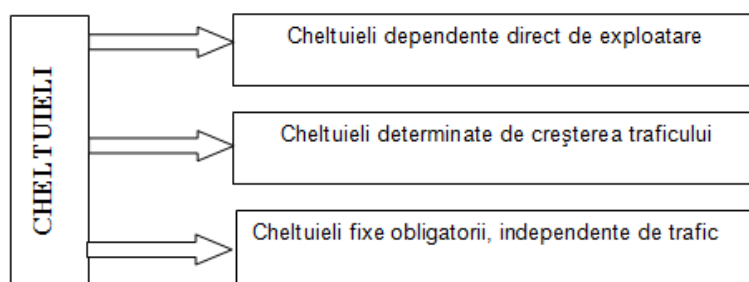 CHELTUIELI
Cheltuieli dependente direct de exploatare
Cheltuieli determinate de creşterea traficului
Cheltuieli fixe obligatorii, independente de trafic